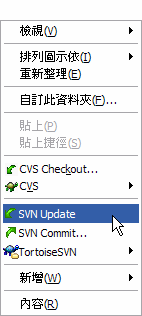 檢視(V)
排列圖示依(I)
重新整理(E)
自訂此資料夾(F)...
貼上(P)
貼上捷徑(S)
CVS Checkout...
CVS
SVN Update
SVN Commit...
TortoiseSVN
新增(W)
內容(R)